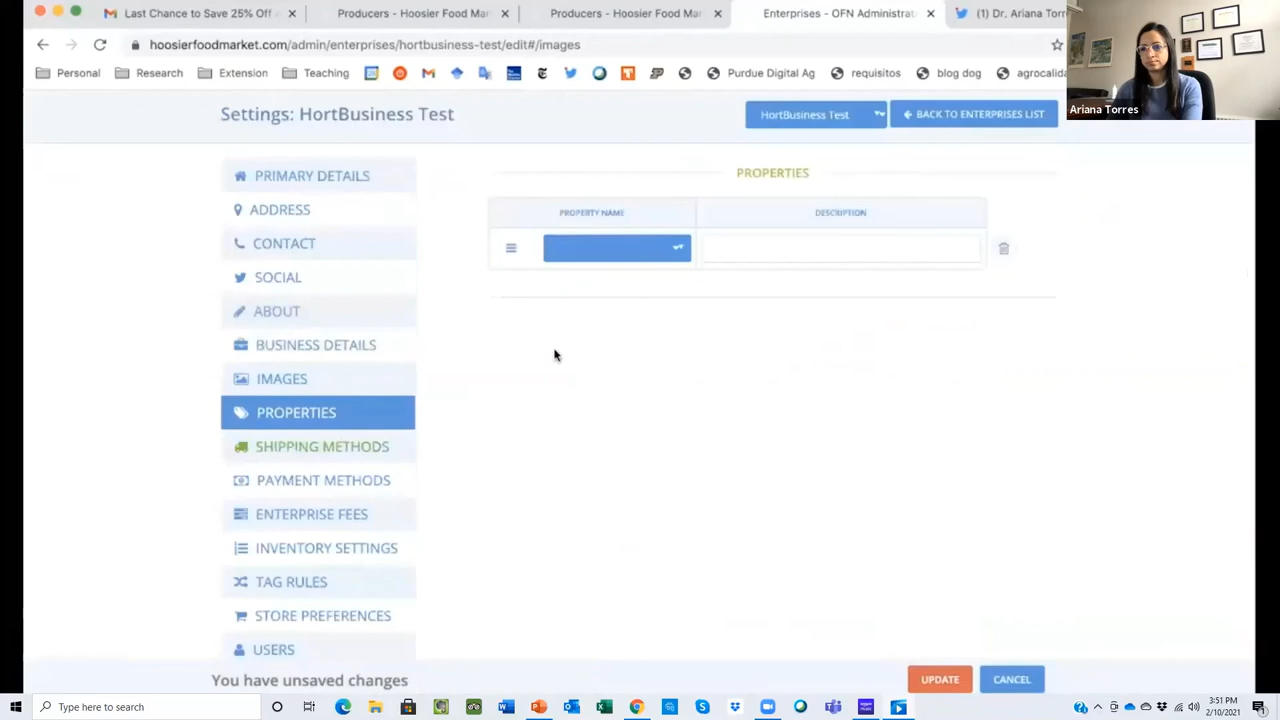 Last Chance to Save 25% Off
Producers - Hoosier Food Mar
Producers - Hoosier Food Mar
Enterprises - OFN Administrat
(1) Dr. Ariana Torr
hoosierfoodmarket.com/admin/enterprises/hortbusiness-test/edit#/images
Personal
Research
Extension
Teaching
Purdue Digital Ag
requisitos
blog dog
agrocalida
Ariana Torres
Settings: HortBusiness Test
HortBusiness Test
BACK TO ENTERPRISES LIST
PRIMARY DETAILS
ADDRESS
CONTACT
SOCIAL
ABOUT
BUSINESS DETAILS
IMAGES
PROPERTIES
SHIPPING METHODS
PAYMENT METHODS
ENTERPRISE FEES
INVENTORY SETTINGS
TAG RULES
STORE PREFERENCES
USERS
PROPERTIES
PROPERTY NAME
DESCRIPTION
You have unsaved changes
UPDATE
CANCEL
Type here to search
3:51 PM
2/10/2021